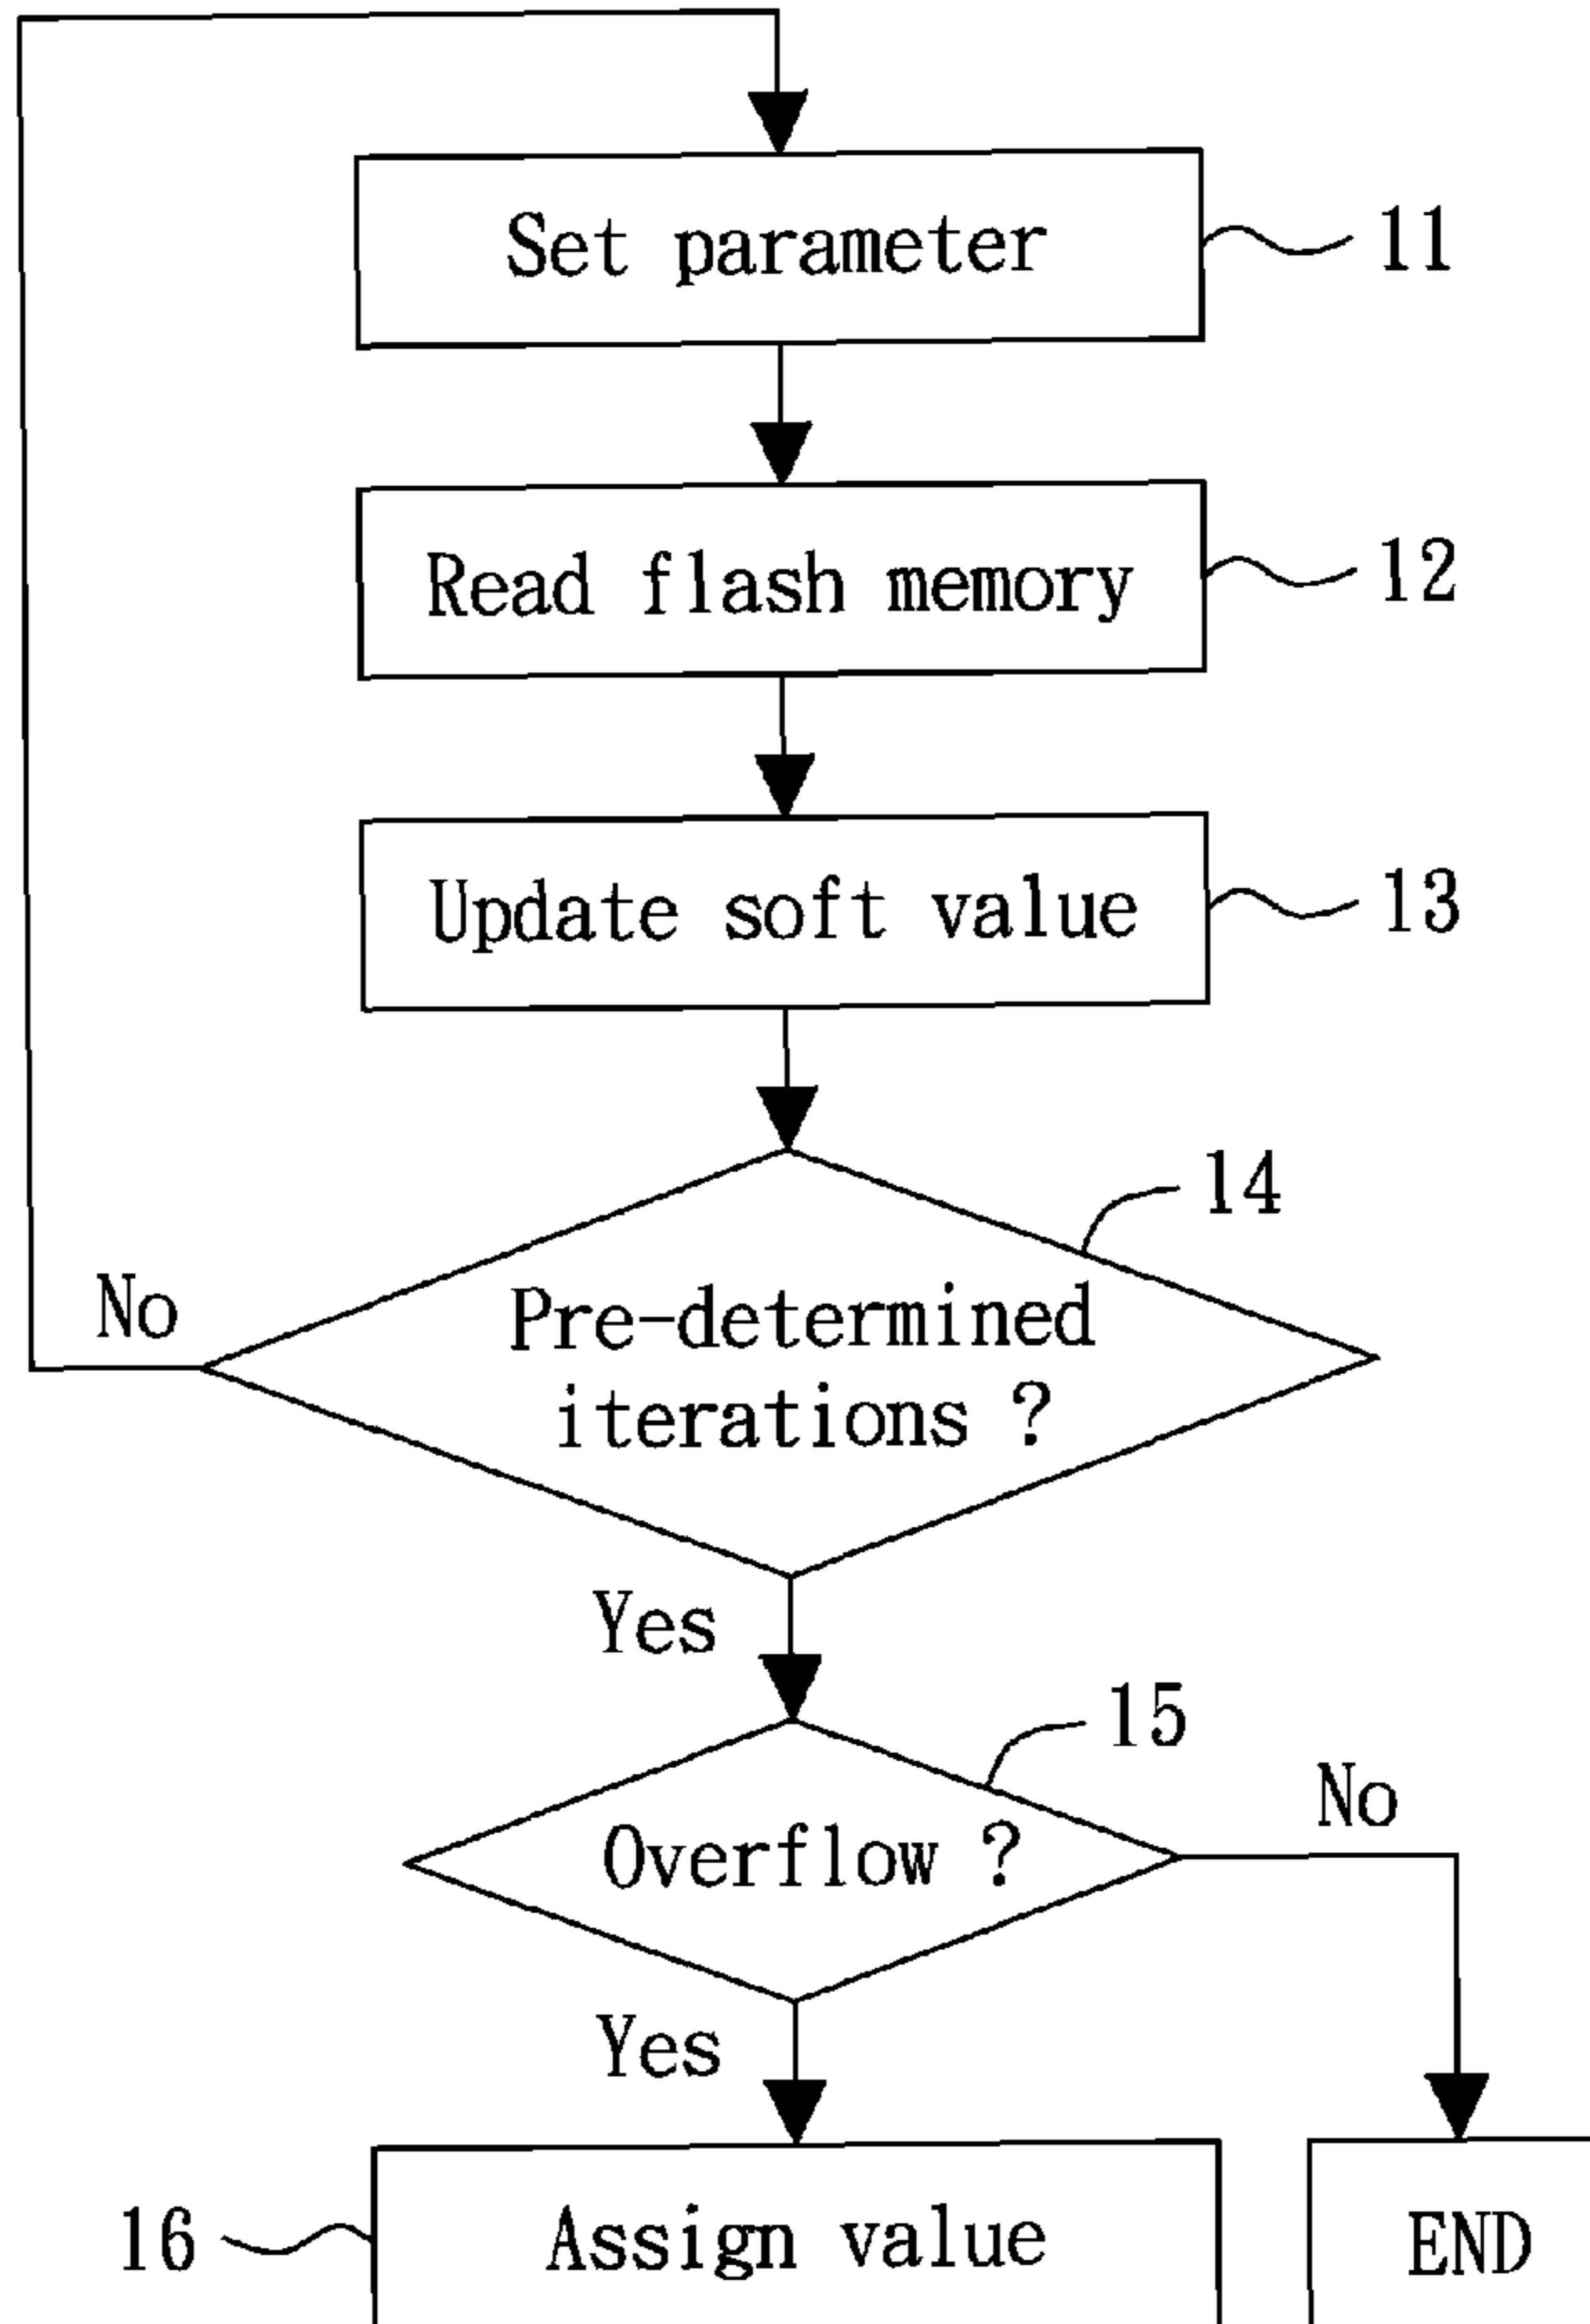 Set parameter
11
Read flash memory
12
Update soft value
13
14
No
Pre-determined
iterations ?
Yes
15
No
Overflow ?
Yes
16
Assign value
END